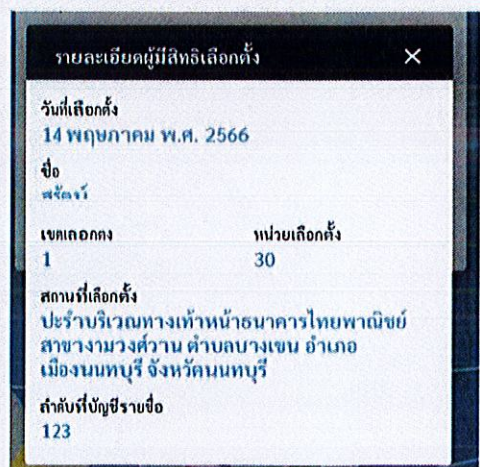 รายละเอียดผู้มีสิทธิเลือกตั้ง ×
วันที่เลือกตั้ง
14 พฤษภาคม พ.ศ. 2566
ชื่อ
เขตเลือกตั้ง หน่วยเลือกตั้ง
1 30
สถานที่เลือกตั้ง
ปะรำบริเวณทางเท้าหน้าธนาคารไทยพาณิชย์
สาขางามวงศ์วาน ตำบลบางเขน อำเภอ
เมืองนนทบุรี จังหวัดนนทบุรี
ลำดับที่บัญชีรายชื่อ
123